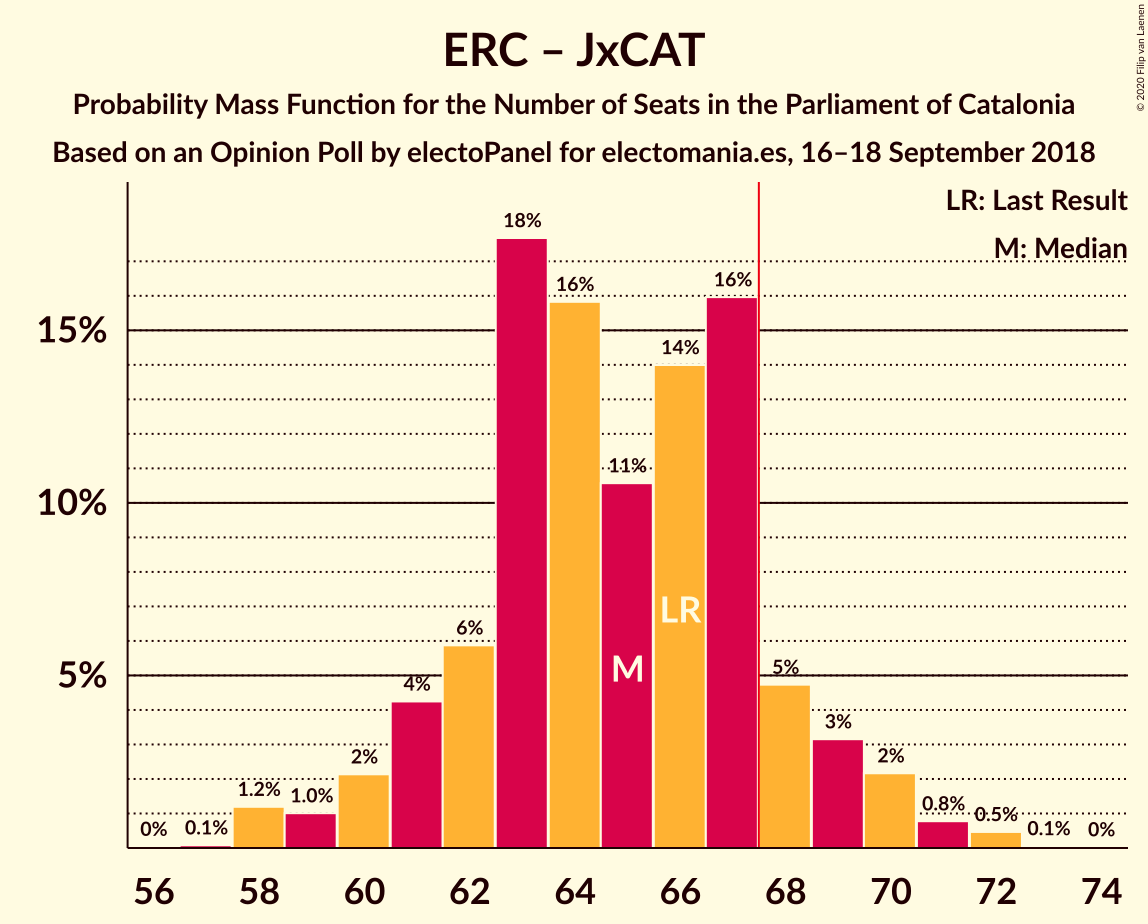 © 2020 Filip van Laenen
ERC – JxCAT
Probability Mass Function for the Number of Seats in the Parliament of Catalonia
Based on an Opinion Poll by electoPanel for electomania.es, 16–18 September 2018
LR: Last Result
M: Median
18%
16%
16%
15%
14%
11%
10%
LR
6%
M
5%
5%
4%
3%
2%
2%
1.2%
1.0%
0.8%
0.5%
0%
0.1%
0.1%
0%
56 58 60 62 64 66 68 70 72 74